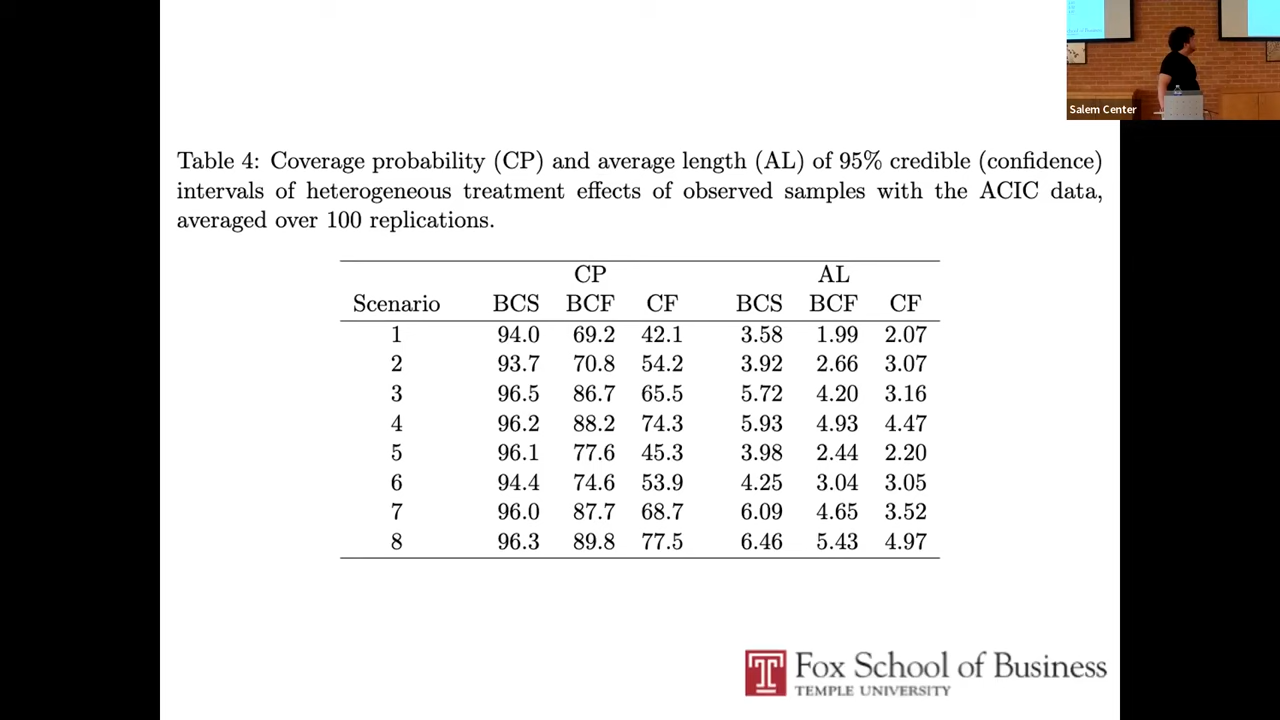 Salem Center
Table 4: Coverage probability (CP) and average length (AL) of 95% credible (confidence)
intervals of heterogeneous treatment effects of observed samples with the ACIC data,
averaged over 100 replications.
CP AL
Scenario BCS BCF CF BCS BCF CF
1 94.0 69.2 42.1 3.58 1.99 2.07
2 93.7 70.8 54.2 3.92 2.66 3.07
3 96.5 86.7 65.5 5.72 4.20 3.16
4 96.2 88.2 74.3 5.93 4.93 4.47
5 96.1 77.6 45.3 3.98 2.44 2.20
6 94.4 74.6 53.9 4.25 3.04 3.05
7 96.0 87.7 68.7 6.09 4.65 3.52
8 96.3 89.8 77.5 6.46 5.43 4.97
Fox School of Business
TEMPLE UNIVERSITY